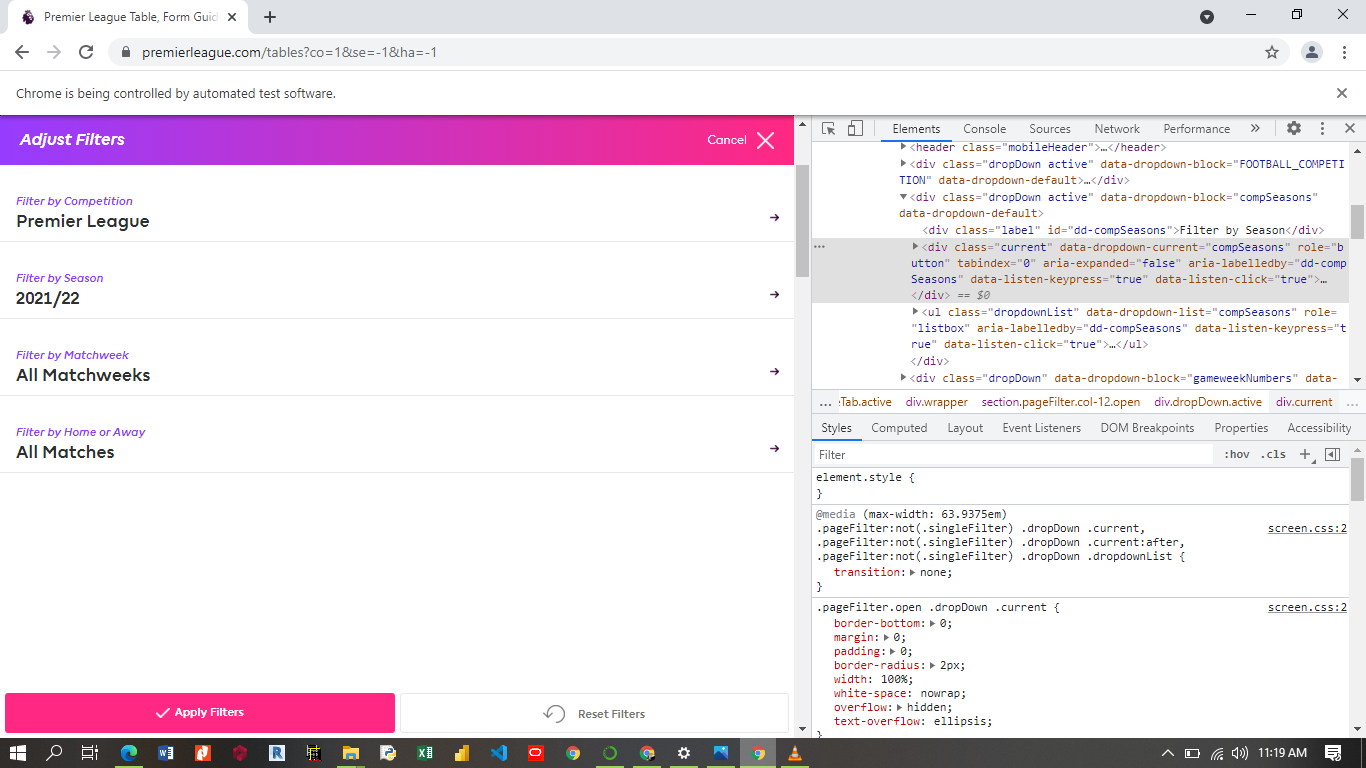 Premier League Table, Form Guid
premierleague.com/tables?co=1&se=-1&ha=-1
Chrome is being controlled by automated test software.
Adjust Filters
Cancel
Filter by Competition
Premier League
Filter by Season
2021/22
Filter by Matchweek
All Matchweeks
Filter by Home or Away
All Matches
Apply Filters
Reset Filters
Elements Console Sources Network Performance »
<header class="mobileHeader">…</header>
<div class="dropDown active" data-dropdown-block="FOOTBALL_COMPETI
TION" data-dropdown-default>…</div>
<div class="dropDown active" data-dropdown-block="compSeasons"
data-dropdown-default>
<div class="label" id="dd-compSeasons">Filter by Season</div>
… <div class="current" data-dropdown-current="compSeasons" role="b
utton" tabindex="0" aria-expanded="false" aria-labelledby="dd-comp
Seasons" data-listen-keypress="true" data-listen-click="true">…
</div> == $0
<ul class="dropdownList" data-dropdown-list="compSeasons" role=
"listbox" aria-labelledby="dd-compSeasons" data-listen-keypress="t
rue" data-listen-click="true">…</ul>
</div>
<div class="dropDown" data-dropdown-block="gameweekNumbers" data-
… eTab.active div.wrapper section.pageFilter.col-12.open div.dropDown.active div.current …
Styles Computed Layout Event Listeners DOM Breakpoints Properties Accessibility
Filter :hov .cls +
element.style {
}
@media (max-width: 63.9375em)
.pageFilter:not(.singleFilter) .dropDown .current, screen.css:2
.pageFilter:not(.singleFilter) .dropDown .current:after,
.pageFilter:not(.singleFilter) .dropDown .dropdownList {
transition: none;
}
.pageFilter.open .dropDown .current { screen.css:2
border-bottom: 0;
margin: 0;
padding: 0;
border-radius: 2px;
width: 100%;
white-space: nowrap;
overflow: hidden;
text-overflow: ellipsis;
}
11:19 AM